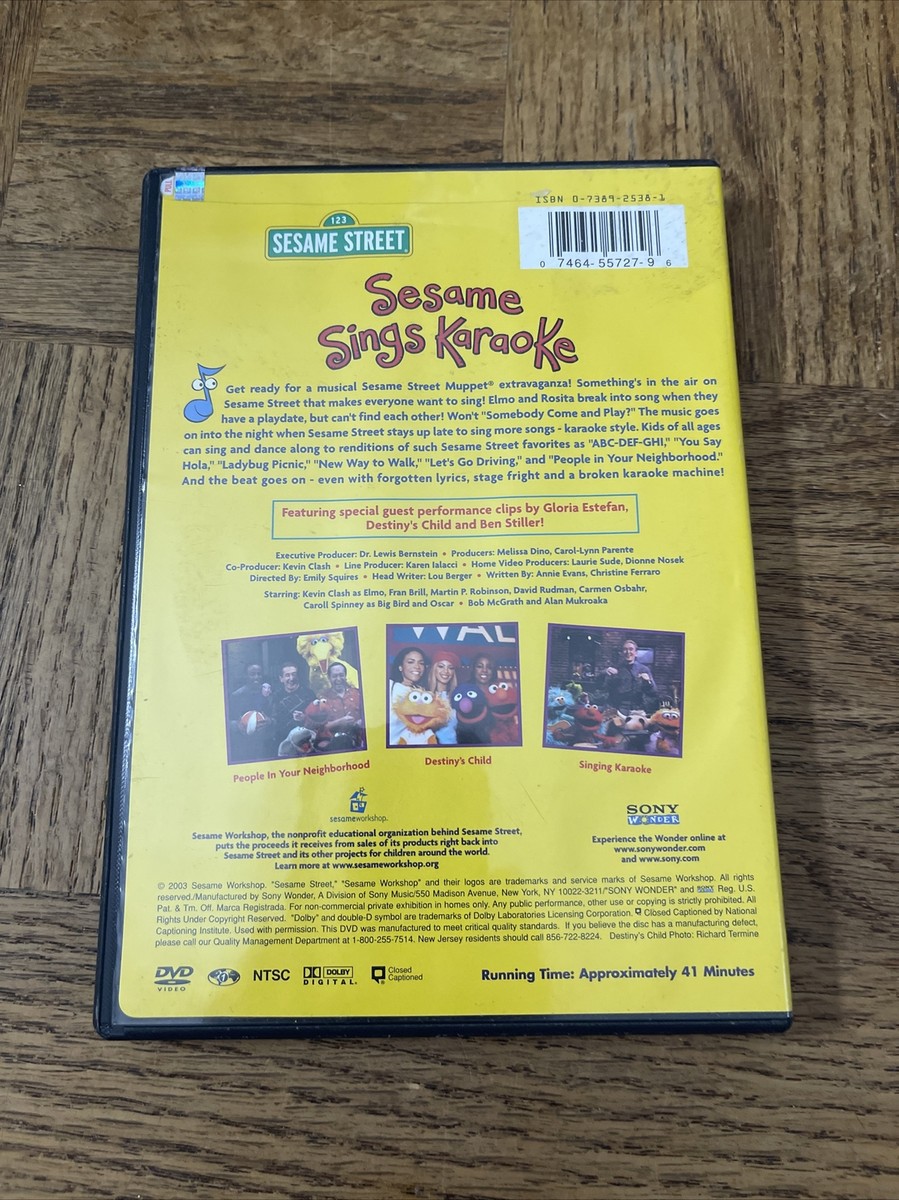 PULL
ISBN 0-7389-2538-1
0 7464-55727-9 6
123
SESAME STREET
Sesame
Sings Karaoke
Get ready for a musical Sesame Street Muppet® extravaganza! Something's in the air on
Sesame Street that makes everyone want to sing! Elmo and Rosita break into song when they
have a playdate, but can't find each other! Won't "Somebody Come and Play?" The music goes
on into the night when Sesame Street stays up late to sing more songs - karaoke style. Kids of all ages
can sing and dance along to renditions of such Sesame Street favorites as "ABC-DEF-GHI," "You Say
Hola," "Ladybug Picnic," "New Way to Walk," "Let's Go Driving," and "People in Your Neighborhood."
And the beat goes on - even with forgotten lyrics, stage fright and a broken karaoke machine!
Featuring special guest performance clips by Gloria Estefan,
Destiny's Child and Ben Stiller!
Executive Producer: Dr. Lewis Bernstein • Producers: Melissa Dino, Carol-Lynn Parente
Co-Producer: Kevin Clash • Line Producer: Karen Ialacci • Home Video Producers: Laurie Sude, Dionne Nosek
Directed By: Emily Squires • Head Writer: Lou Berger • Written By: Annie Evans, Christine Ferraro
Starring: Kevin Clash as Elmo, Fran Brill, Martin P. Robinson, David Rudman, Carmen Osbahr,
Caroll Spinney as Big Bird and Oscar • Bob McGrath and Alan Mukroaka
WAL
People In Your Neighborhood
Destiny's Child
Singing Karaoke
sesameworkshop.
Sesame Workshop, the nonprofit educational organization behind Sesame Street,
puts the proceeds it receives from sales of its products right back into
Sesame Street and its other projects for children around the world.
Learn more at www.sesameworkshop.org
SONY
WONDER
Experience the Wonder online at
www.sonywonder.com
and www.sony.com
© 2003 Sesame Workshop. "Sesame Street," "Sesame Workshop" and their logos are trademarks and service marks of Sesame Workshop. All rights
reserved./Manufactured by Sony Wonder, A Division of Sony Music/550 Madison Avenue, New York, NY 10022-3211/"SONY WONDER" and Reg. U.S.
Pat. & Tm. Off. Marca Registrada. For non-commercial private exhibition in homes only. Any public performance, other use or copying is strictly prohibited. All
Rights Under Copyright Reserved. "Dolby" and double-D symbol are trademarks of Dolby Laboratories Licensing Corporation. Closed Captioned by National
Captioning Institute. Used with permission. This DVD was manufactured to meet critical quality standards. If you believe the disc has a manufacturing defect,
please call our Quality Management Department at 1-800-255-7514. New Jersey residents should call 856-722-8224. Destiny's Child Photo: Richard Termine
DVD
VIDEO
NTSC
DOLBY
DIGITAL
Closed
Captioned
Running Time: Approximately 41 Minutes